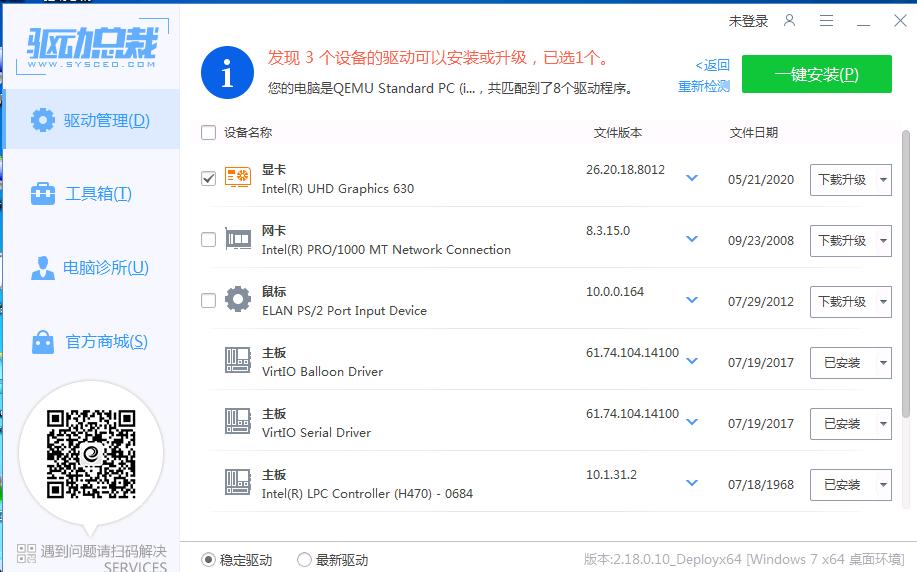 驱动总裁
WWW.SYSCEO.COM
未登录
驱动管理(D)
工具箱(T)
电脑诊所(U)
官方商城(S)
遇到问题请扫码解决
SERVICES
发现 3 个设备的驱动可以安装或升级，已选1个。
您的电脑是QEMU Standard PC (i...，共匹配到了8个驱动程序。
<返回
重新检测
一键安装(P)
设备名称 文件版本 文件日期
显卡
Intel(R) UHD Graphics 630
26.20.18.8012 05/21/2020 下载升级
网卡
Intel(R) PRO/1000 MT Network Connection
8.3.15.0 09/23/2008 下载升级
鼠标
ELAN PS/2 Port Input Device
10.0.0.164 07/29/2012 下载升级
主板
VirtIO Balloon Driver
61.74.104.14100 07/19/2017 已安装
主板
VirtIO Serial Driver
61.74.104.14100 07/19/2017 已安装
主板
Intel(R) LPC Controller (H470) - 0684
10.1.31.2 07/18/1968 已安装
稳定驱动 最新驱动
版本:2.18.0.10_Deployx64 [Windows 7 x64 桌面环境]